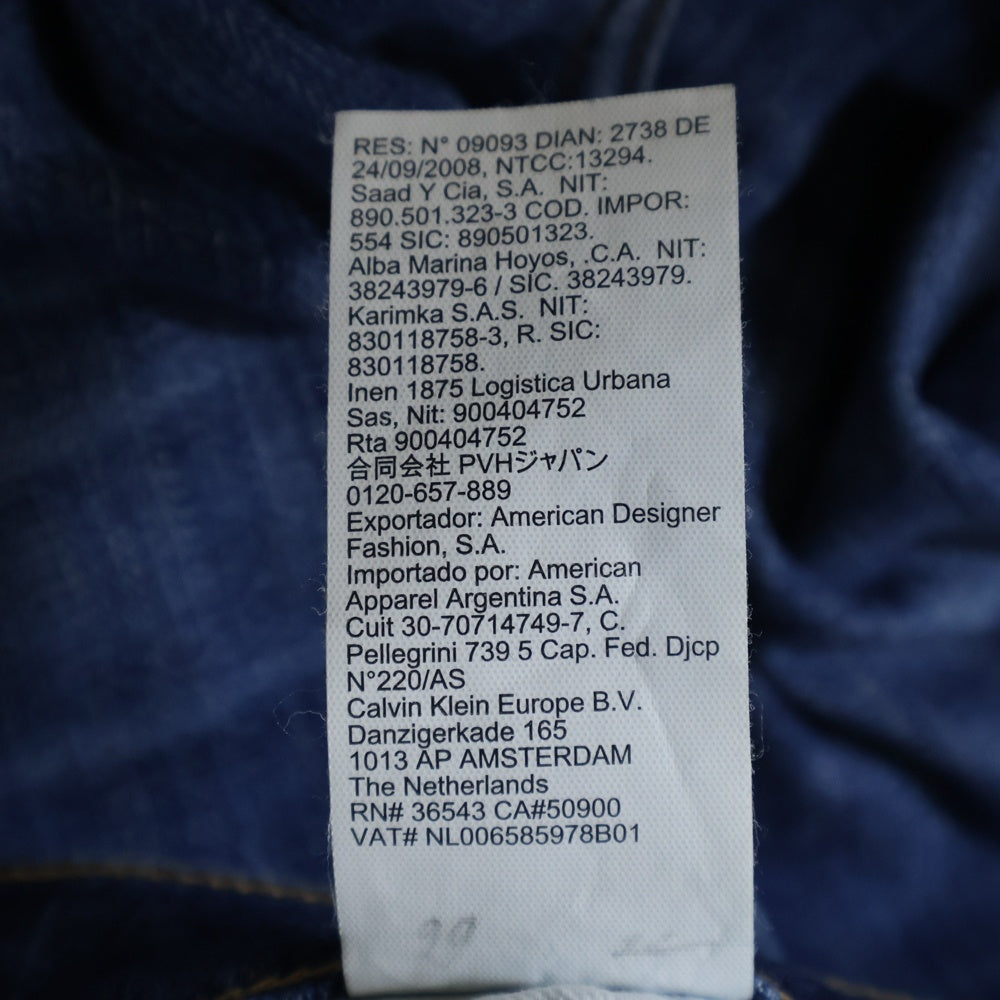 RES: N° 09093 DIAN: 2738 DE
24/09/2008, NTCC:13294.
Saad Y Cia, S.A. NIT:
890.501.323-3 COD. IMPOR:
554 SIC: 890501323.
Alba Marina Hoyos, .C.A. NIT:
38243979-6 / SIC. 38243979.
Karimka S.A.S. NIT:
830118758-3, R. SIC:
830118758.
Inen 1875 Logistica Urbana
Sas, Nit: 900404752
Rta 900404752
合同会社 PVHジャパン
0120-657-889
Exportador: American Designer
Fashion, S.A.
Importado por: American
Apparel Argentina S.A.
Cuit 30-70714749-7, C.
Pellegrini 739 5 Cap. Fed. Djcp
N°220/AS
Calvin Klein Europe B.V.
Danzigerkade 165
1013 AP AMSTERDAM
The Netherlands
RN# 36543 CA#50900
VAT# NL006585978B01